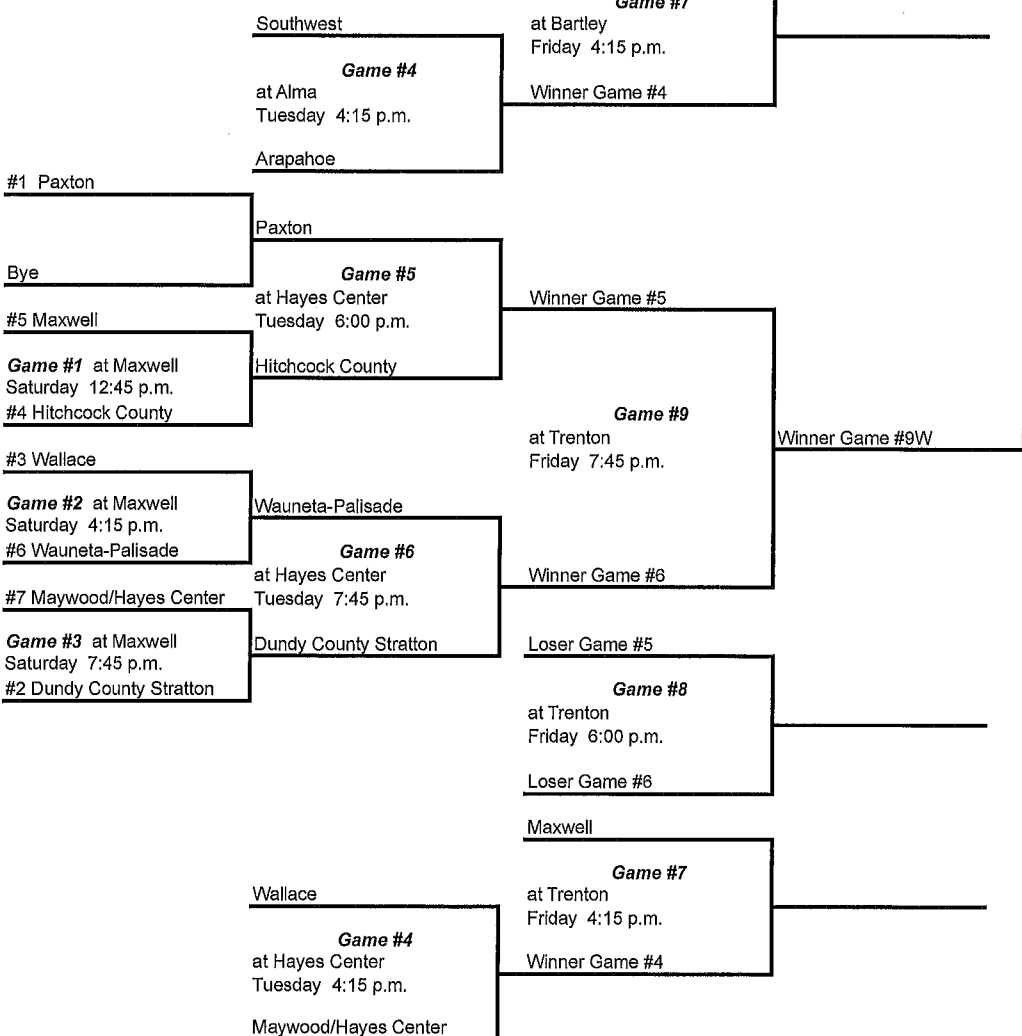 Game #7
Southwest
at Bartley
Friday 4:15 p.m.
Game #4
at Alma
Tuesday 4:15 p.m.
Winner Game #4
Arapahoe
#1 Paxton
Paxton
Bye
Game #5
at Hayes Center
Tuesday 6:00 p.m.
Winner Game #5
#5 Maxwell
Game #1 at Maxwell
Saturday 12:45 p.m.
#4 Hitchcock County
Hitchcock County
Game #9
at Trenton
Friday 7:45 p.m.
Winner Game #9W
#3 Wallace
Game #2 at Maxwell
Saturday 4:15 p.m.
#6 Wauneta-Palisade
Wauneta-Palisade
Game #6
at Hayes Center
Tuesday 7:45 p.m.
Winner Game #6
#7 Maywood/Hayes Center
Game #3 at Maxwell
Saturday 7:45 p.m.
#2 Dundy County Stratton
Dundy County Stratton
Loser Game #5
Game #8
at Trenton
Friday 6:00 p.m.
Loser Game #6
Maxwell
Game #7
at Trenton
Friday 4:15 p.m.
Wallace
Game #4
at Hayes Center
Tuesday 4:15 p.m.
Winner Game #4
Maywood/Hayes Center